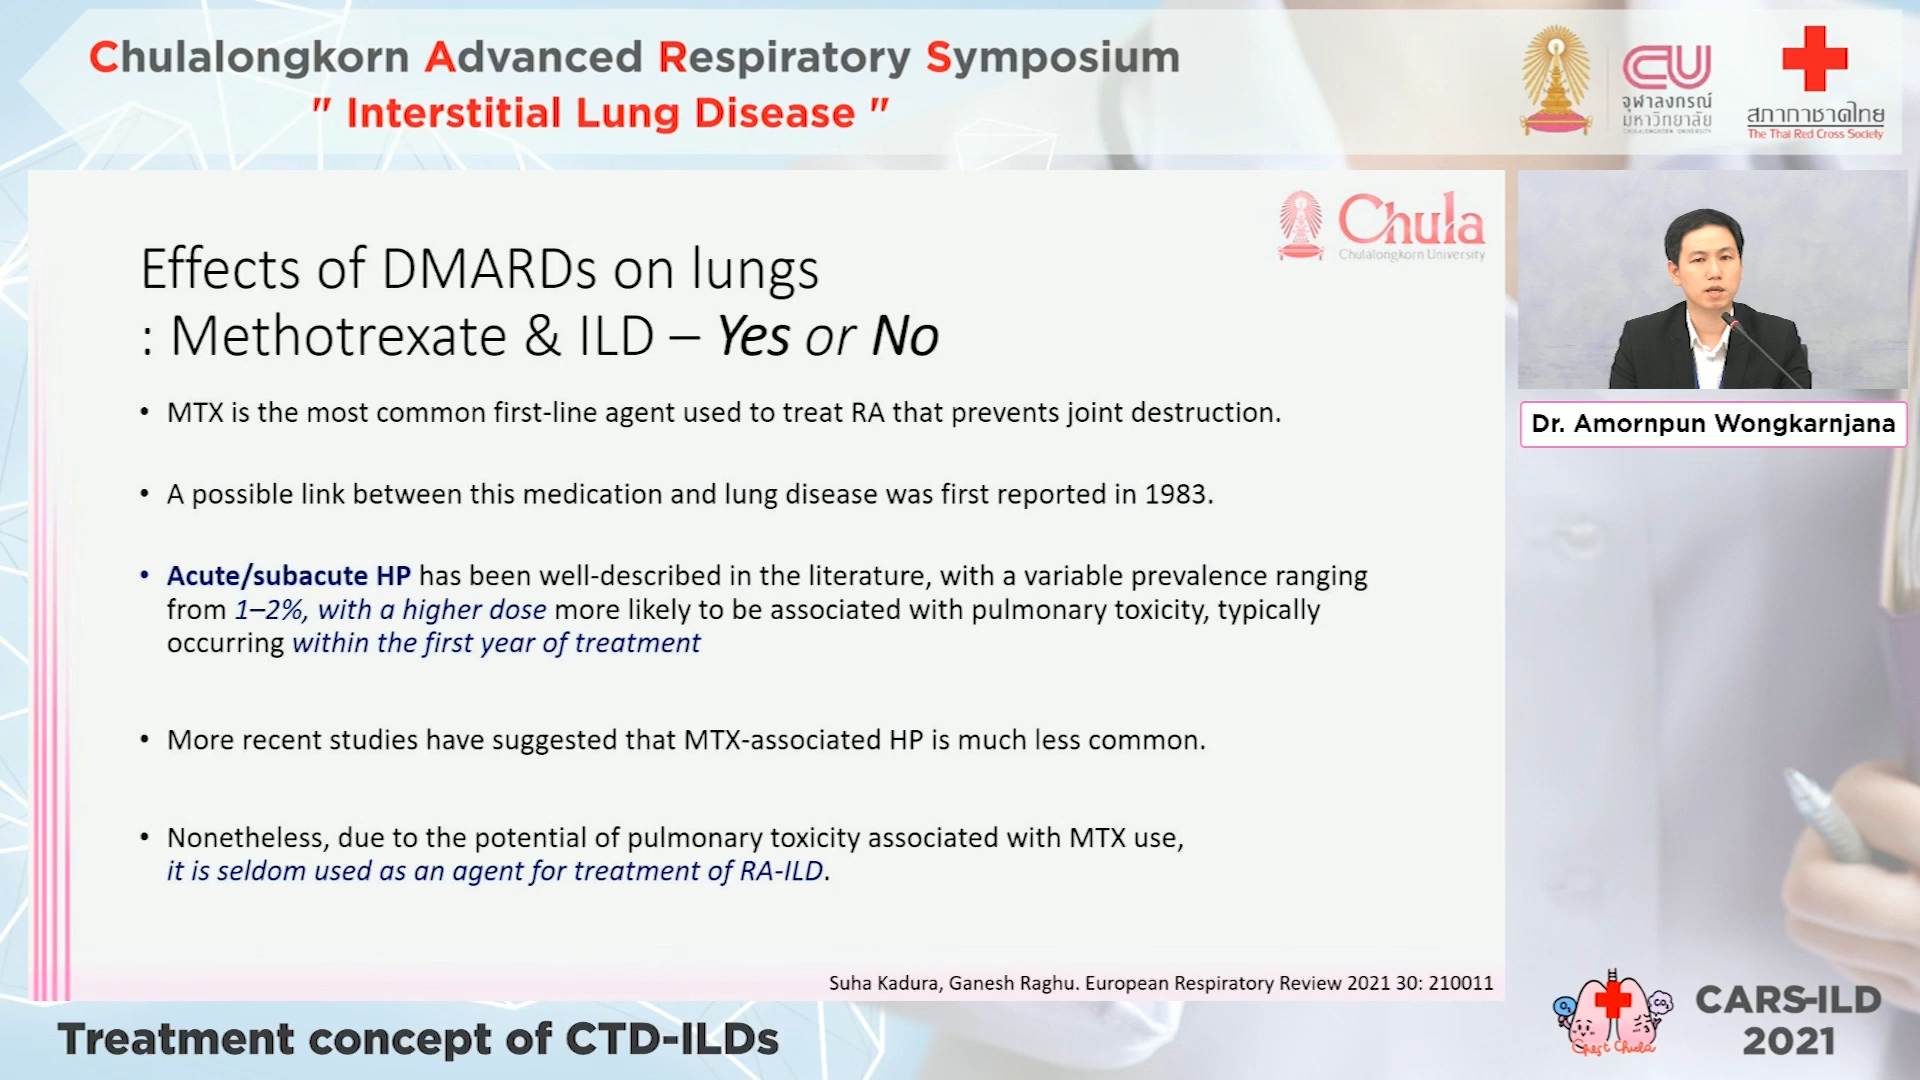 Chulalongkorn Advanced Respiratory Symposium
" Interstitial Lung Disease "
CU
จุฬาลงกรณ์
มหาวิทยาลัย
CHULALONGKORN UNIVERSITY
สภากาชาดไทย
The Thai Red Cross Society
Chula
Chulalongkorn University
Effects of DMARDs on lungs
: Methotrexate & ILD – Yes or No
• MTX is the most common first-line agent used to treat RA that prevents joint destruction.
• A possible link between this medication and lung disease was first reported in 1983.
• Acute/subacute HP has been well-described in the literature, with a variable prevalence ranging
from 1–2%, with a higher dose more likely to be associated with pulmonary toxicity, typically
occurring within the first year of treatment
• More recent studies have suggested that MTX-associated HP is much less common.
• Nonetheless, due to the potential of pulmonary toxicity associated with MTX use,
it is seldom used as an agent for treatment of RA-ILD.
Suha Kadura, Ganesh Raghu. European Respiratory Review 2021 30: 210011
Dr. Amornpun Wongkarnjana
Treatment concept of CTD-ILDs
O₂
CO₂
Chest Chula
CARS-ILD
2021